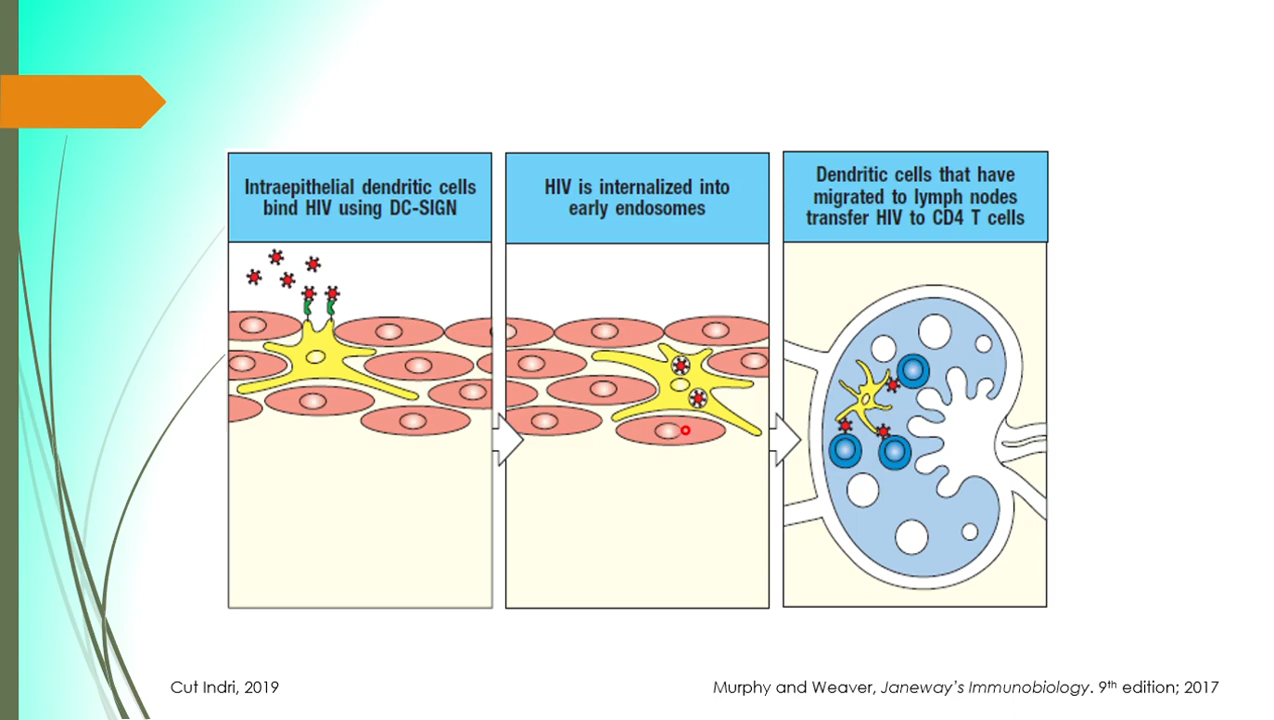 Intraepithelial dendritic cells
bind HIV using DC-SIGN
HIV is internalized into
early endosomes
Dendritic cells that have
migrated to lymph nodes
transfer HIV to CD4 T cells
Cut Indri, 2019
Murphy and Weaver, Janeway’s Immunobiology. 9th edition; 2017